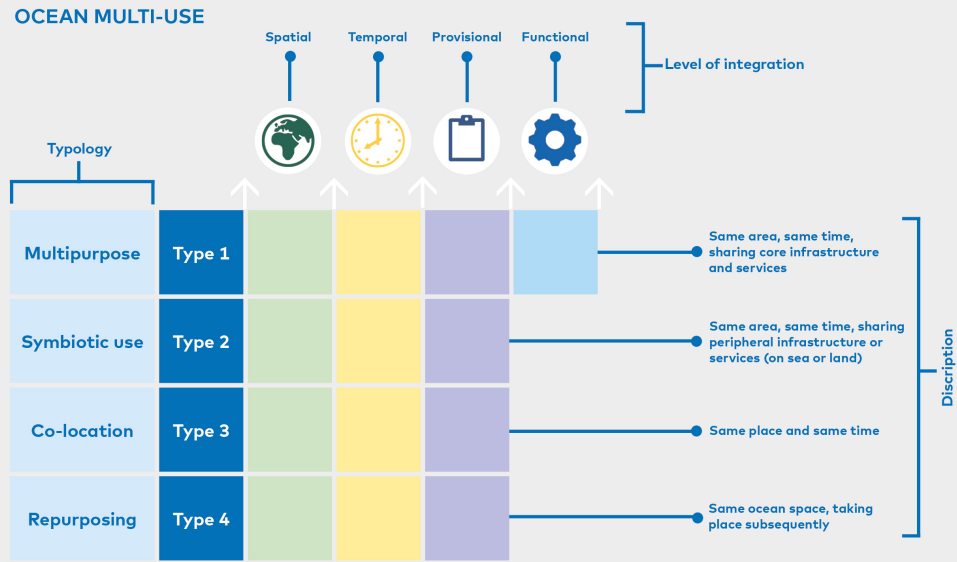 OCEAN MULTI-USE
Spatial
Temporal
Provisional
Functional
Level of integration
Typology
Multipurpose
Type 1
Same area, same time,
sharing core infrastructure
and services
Symbiotic use
Type 2
Same area, same time, sharing
peripheral infrastructure or
services (on sea or land)
Co-location
Type 3
Same place and same time
Repurposing
Type 4
Same ocean space, taking
place subsequently
Discription